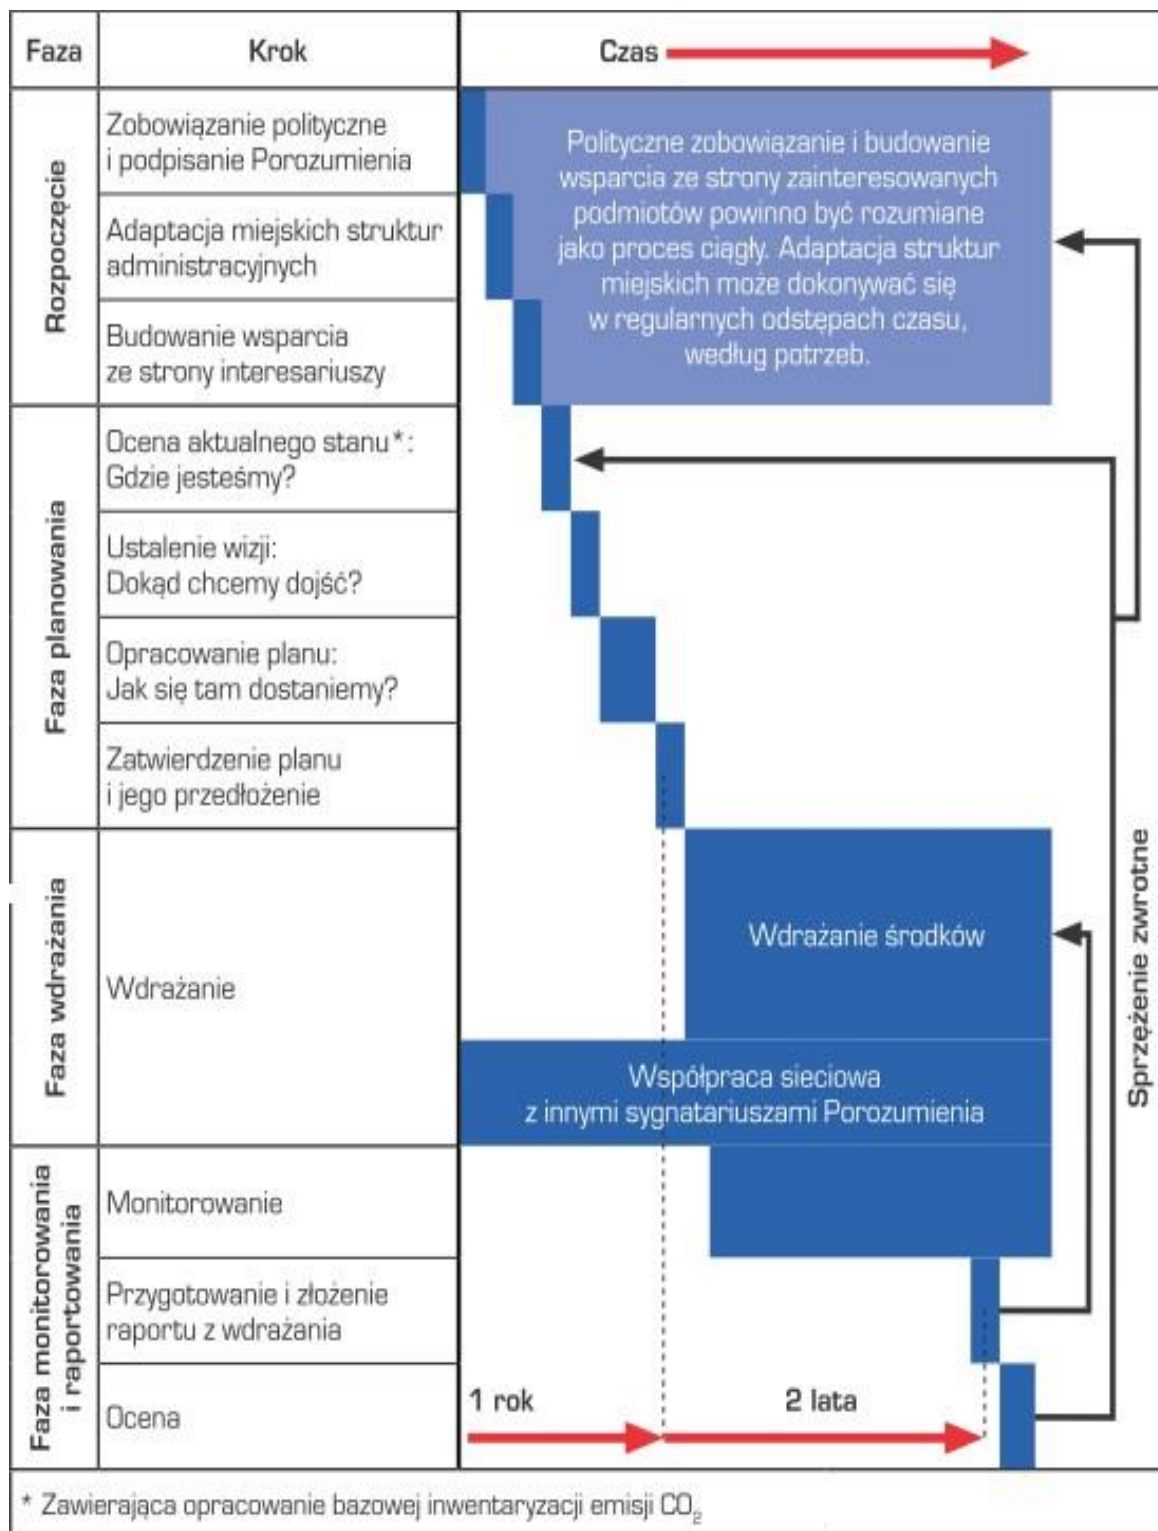 Faza
Krok
Czas
Rozpoczęcie
Zobowiązanie polityczne
i podpisanie Porozumienia
Adaptacja miejskich struktur
administracyjnych
Budowanie wsparcia
ze strony interesariuszy
Polityczne zobowiązanie i budowanie
wsparcia ze strony zainteresowanych
podmiotów powinno być rozumiane
jako proces ciągły. Adaptacja struktur
miejskich może dokonywać się
w regularnych odstępach czasu,
według potrzeb.
Faza planowania
Ocena aktualnego stanu*:
Gdzie jesteśmy?
Ustalenie wizji:
Dokąd chcemy dojść?
Opracowanie planu:
Jak się tam dostaniemy?
Zatwierdzenie planu
i jego przedłożenie
Faza wdrażania
Wdrażanie
Wdrażanie środków
Współpraca sieciowa
z innymi sygnatariuszami Porozumienia
Sprzężenie zwrotne
Faza monitorowania
i raportowania
Monitorowanie
Przygotowanie i złożenie
raportu z wdrażania
Ocena
1 rok
2 lata
* Zawierająca opracowanie bazowej inwentaryzacji emisji CO₂